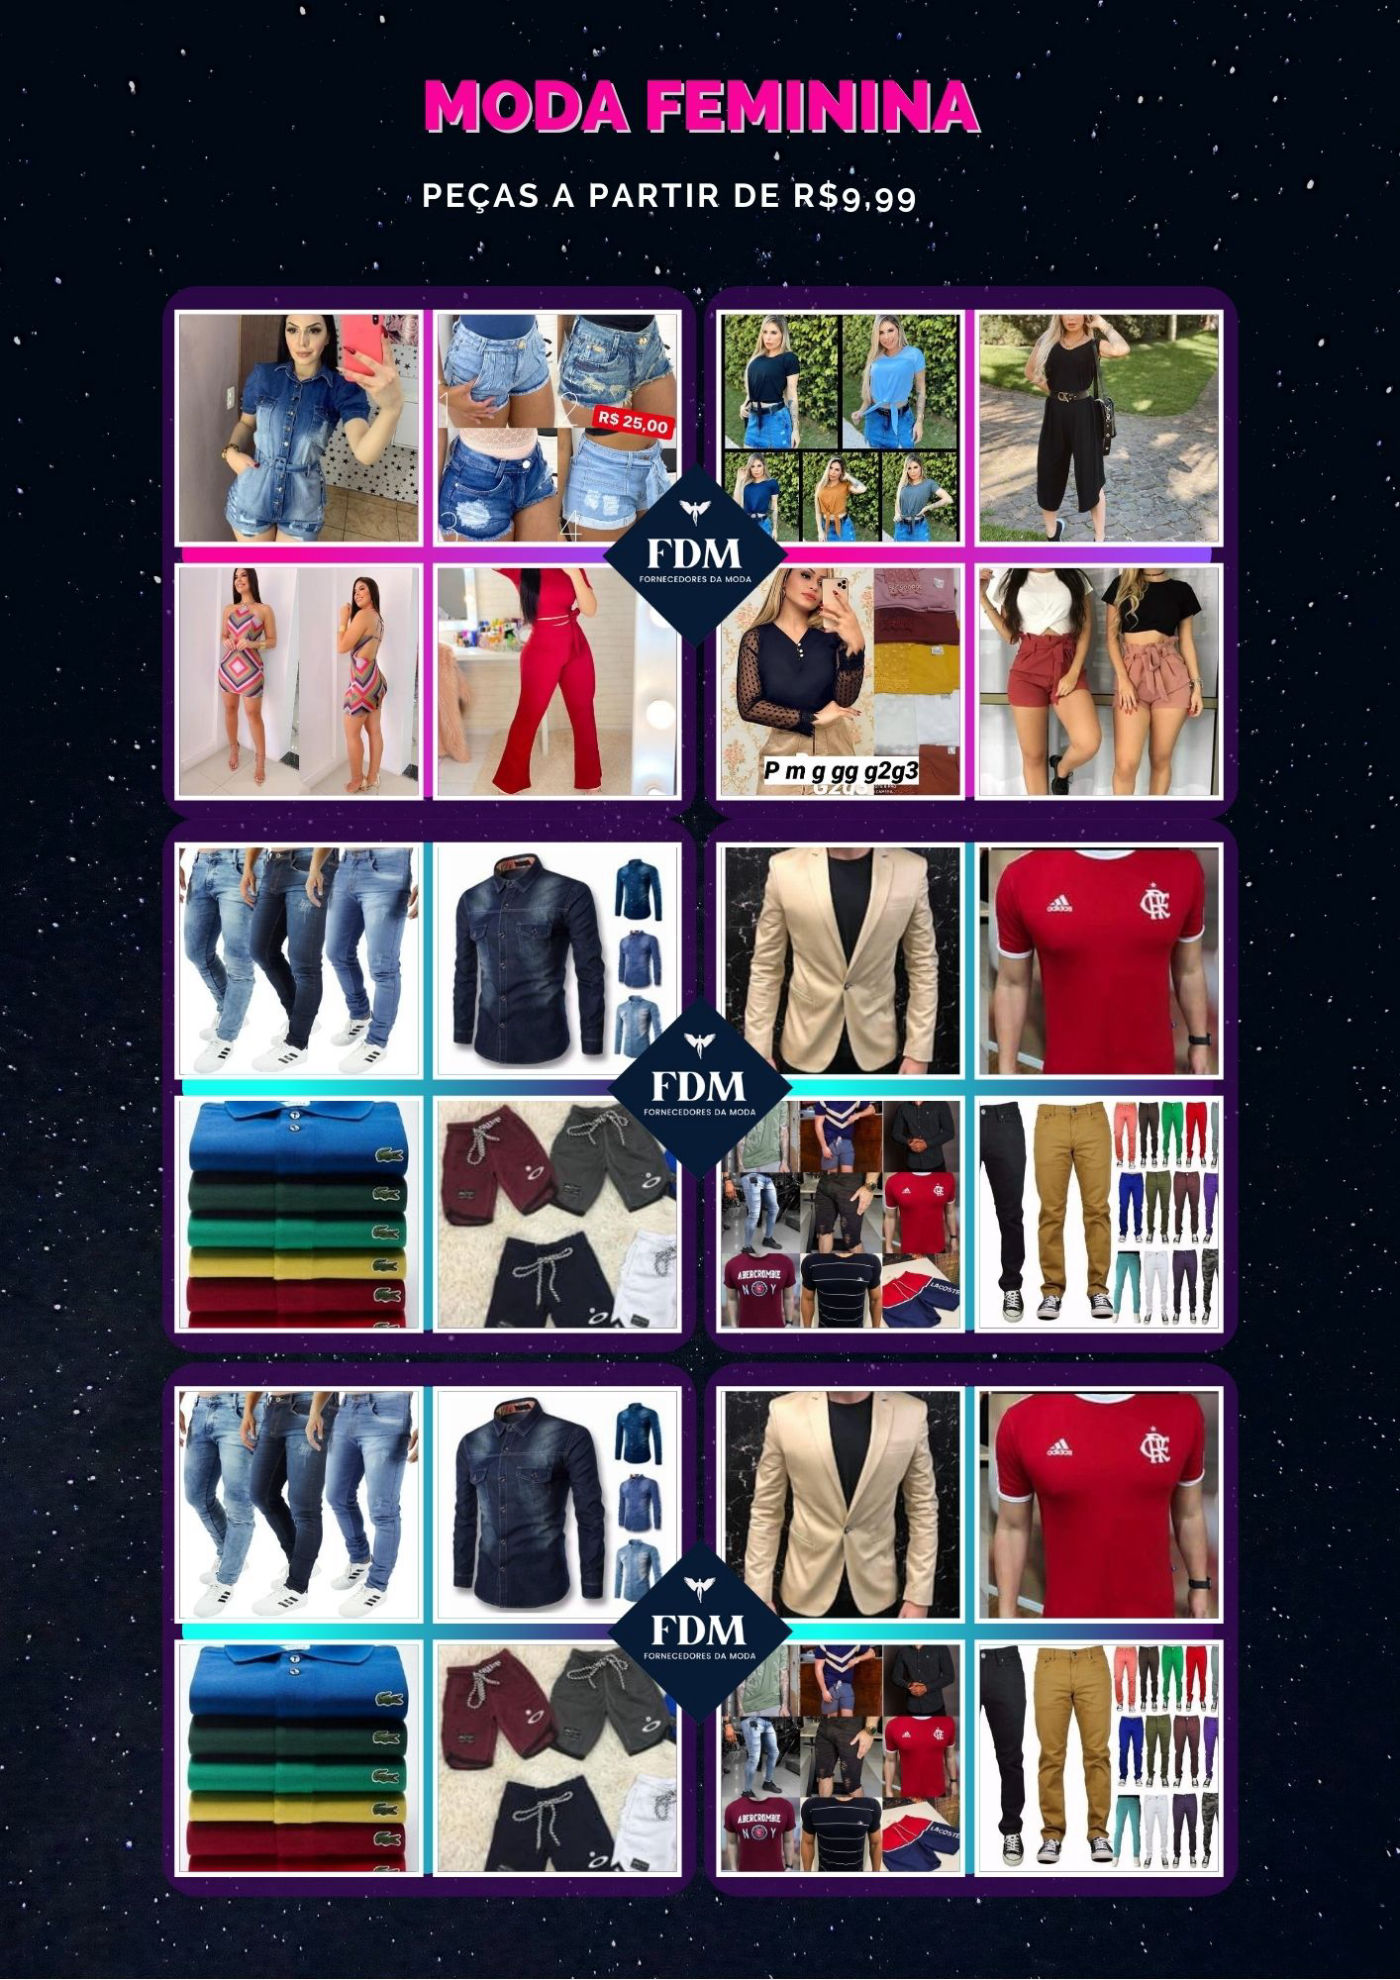 MODA FEMININA
PEÇAS A PARTIR DE R$9,99
R$ 25,00
FDM
FORNECEDORES DA MODA
P m g gg g2g3
adidas
FDM
FORNECEDORES DA MODA
ABERCROMBIE
N Y
LACOSTE
adidas
FDM
FORNECEDORES DA MODA
ABERCROMBIE
N Y
LACOSTE